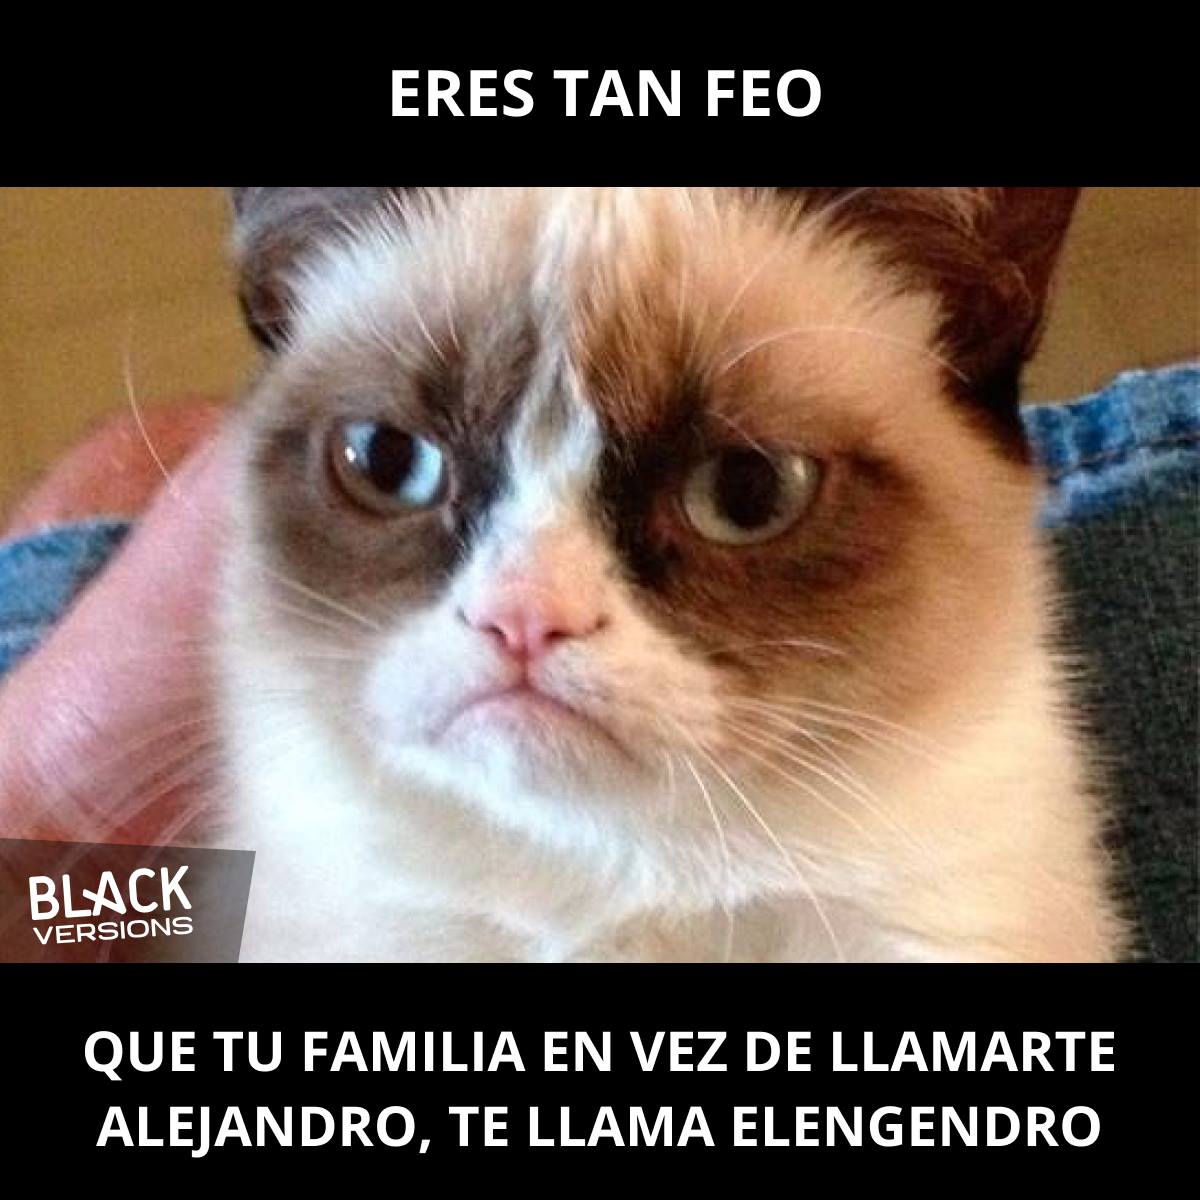 ERES TAN FEO
BLACK
VERSIONS
QUE TU FAMILIA EN VEZ DE LLAMARTE
ALEJANDRO, TE LLAMA ELENGENDRO